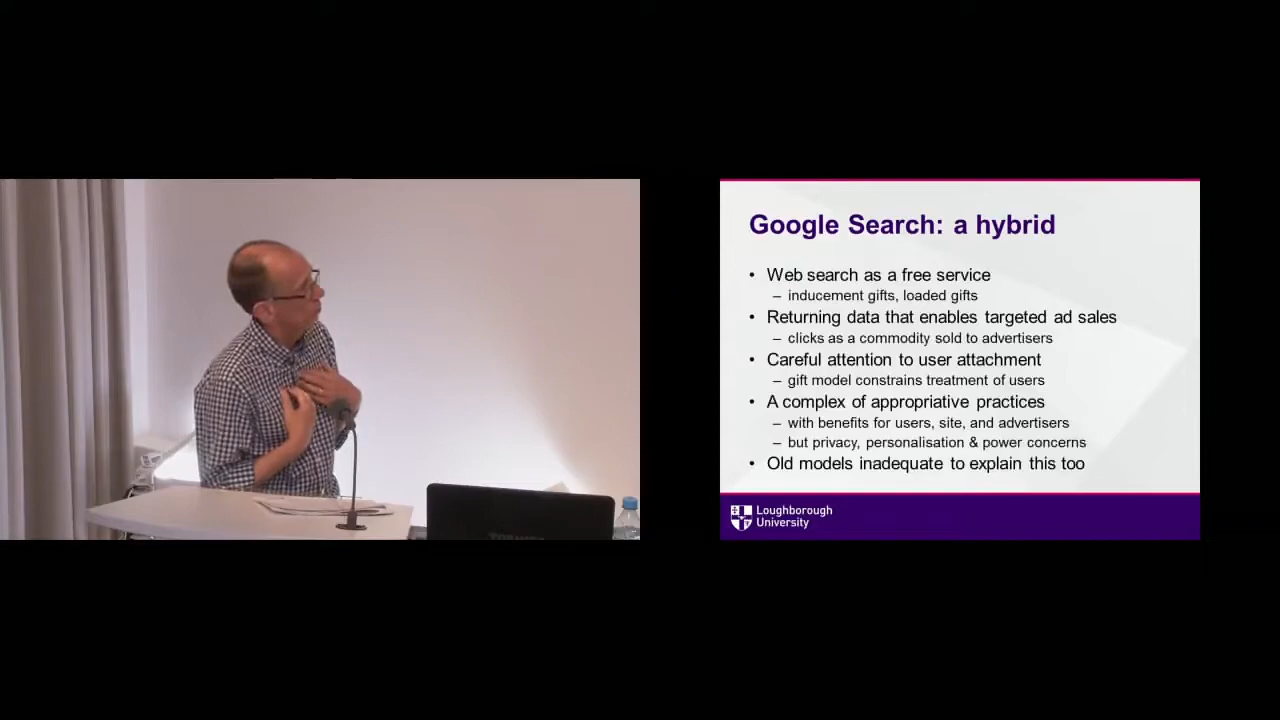 Google Search: a hybrid
• Web search as a free service
– inducement gifts, loaded gifts
• Returning data that enables targeted ad sales
– clicks as a commodity sold to advertisers
• Careful attention to user attachment
– gift model constrains treatment of users
• A complex of appropriative practices
– with benefits for users, site, and advertisers
– but privacy, personalisation & power concerns
• Old models inadequate to explain this too
Loughborough
University